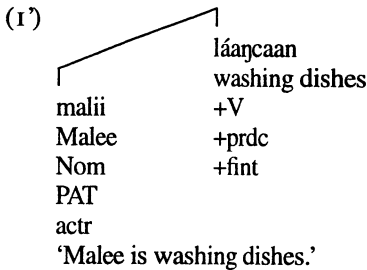 (1’)
láaŋcaan
washing dishes
malii +V
Malee +prdc
Nom +fint
PAT
actr
‘Malee is washing dishes.’